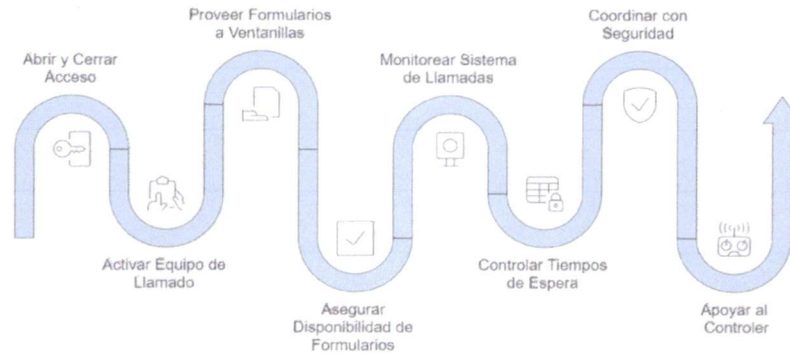 Abrir y Cerrar
Acceso
Activar Equipo de
Llamado
Proveer Formularios
a Ventanillas
Asegurar
Disponibilidad de
Formularios
Monitorear Sistema
de Llamadas
Controlar Tiempos
de Espera
Coordinar con
Seguridad
Apoyar al
Controler